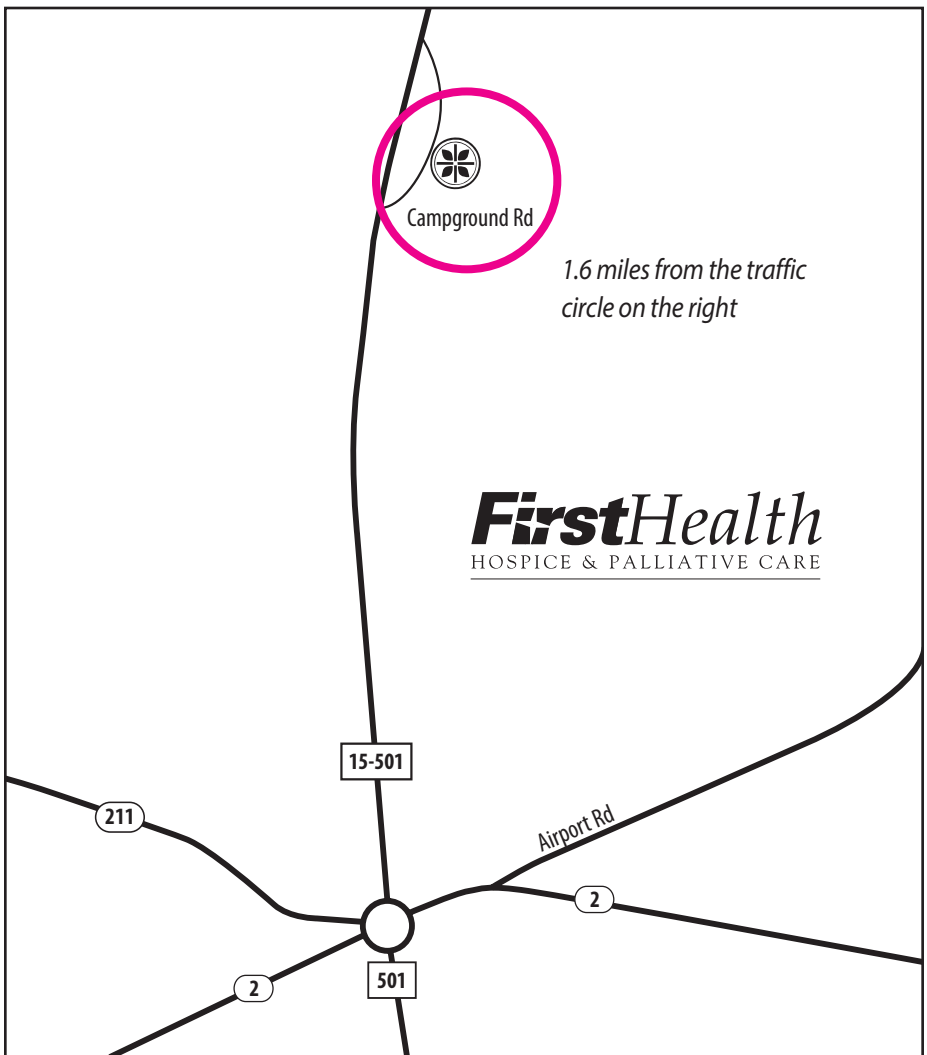 Campground Rd
1.6 miles from the traffic
circle on the right
FirstHealth
HOSPICE & PALLIATIVE CARE
15-501
211
Airport Rd
2
501
2